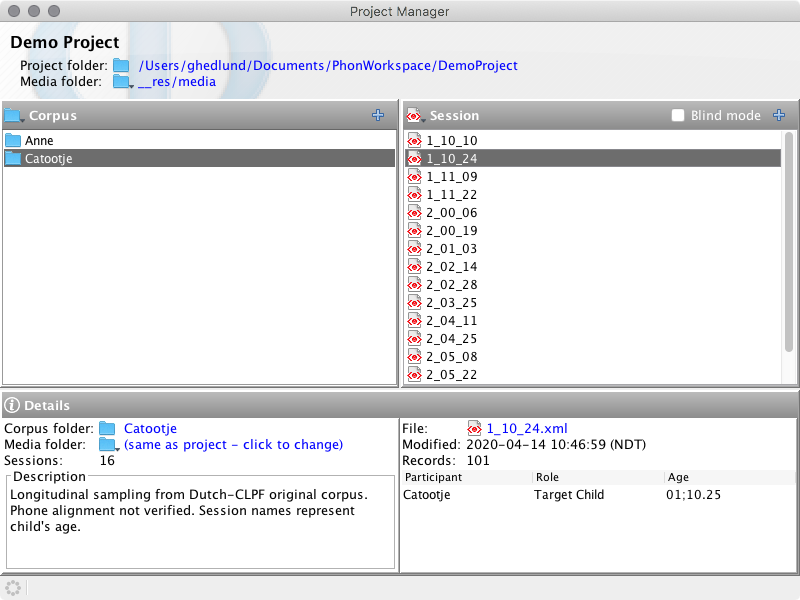 Project Manager
Demo Project
Project folder: /Users/ghedlund/Documents/PhonWorkspace/DemoProject
Media folder: __res/media
Corpus
Anne
Catootje
Session Blind mode
1_10_10
1_10_24
1_11_09
1_11_22
2_00_06
2_00_19
2_01_03
2_02_14
2_02_28
2_03_25
2_04_11
2_04_25
2_05_08
2_05_22
Details
Corpus folder: Catootje
Media folder: (same as project - click to change)
Sessions: 16
Description
Longitudinal sampling from Dutch-CLPF original corpus.
Phone alignment not verified. Session names represent
child's age.
File: 1_10_24.xml
Modified: 2020-04-14 10:46:59 (NDT)
Records: 101
Participant Role Age
Catootje Target Child 01;10.25